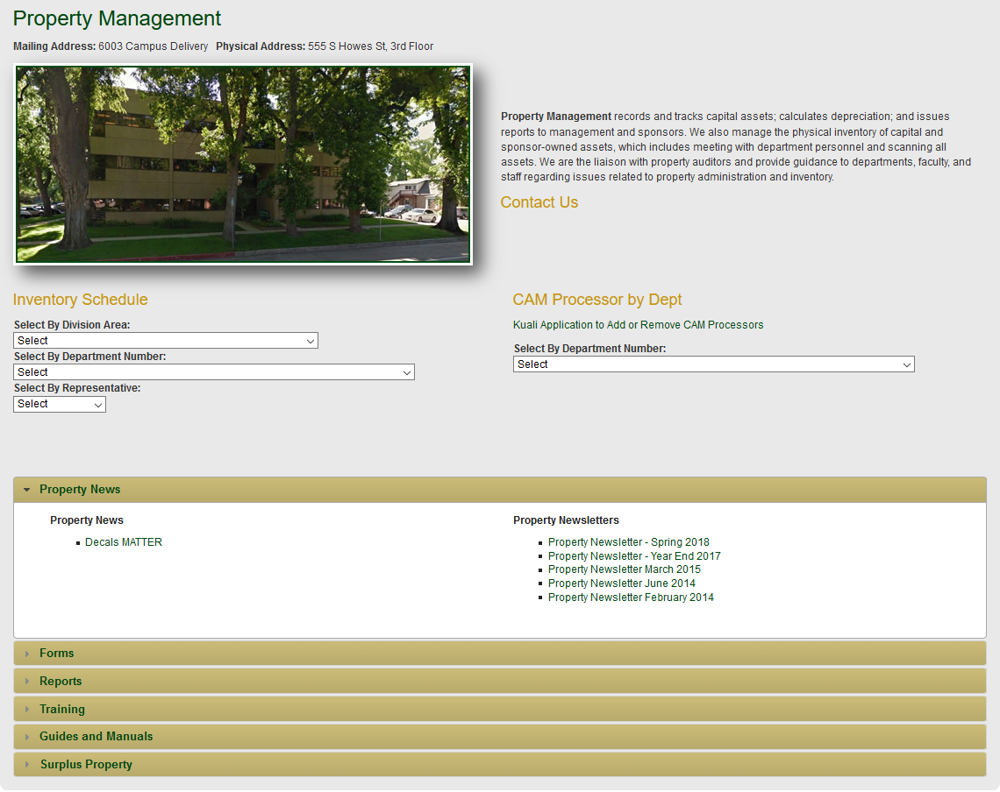 Property Management
Mailing Address: 6003 Campus Delivery Physical Address: 555 S Howes St, 3rd Floor
Property Management records and tracks capital assets; calculates depreciation; and issues
reports to management and sponsors. We also manage the physical inventory of capital and
sponsor-owned assets, which includes meeting with department personnel and scanning all
assets. We are the liaison with property auditors and provide guidance to departments, faculty, and
staff regarding issues related to property administration and inventory.
Contact Us
Inventory Schedule
Select By Division Area:
Select
Select By Department Number:
Select
Select By Representative:
Select
CAM Processor by Dept
Kuali Application to Add or Remove CAM Processors
Select By Department Number:
Select
Property News
Property News
Decals MATTER
Property Newsletters
Property Newsletter - Spring 2018
Property Newsletter - Year End 2017
Property Newsletter March 2015
Property Newsletter June 2014
Property Newsletter February 2014
Forms
Reports
Training
Guides and Manuals
Surplus Property